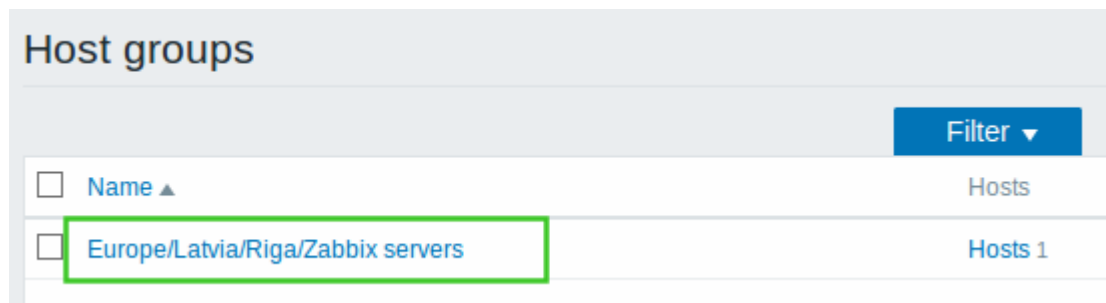 Host groups
Filter
Name Hosts
Europe/Latvia/Riga/Zabbix servers Hosts 1